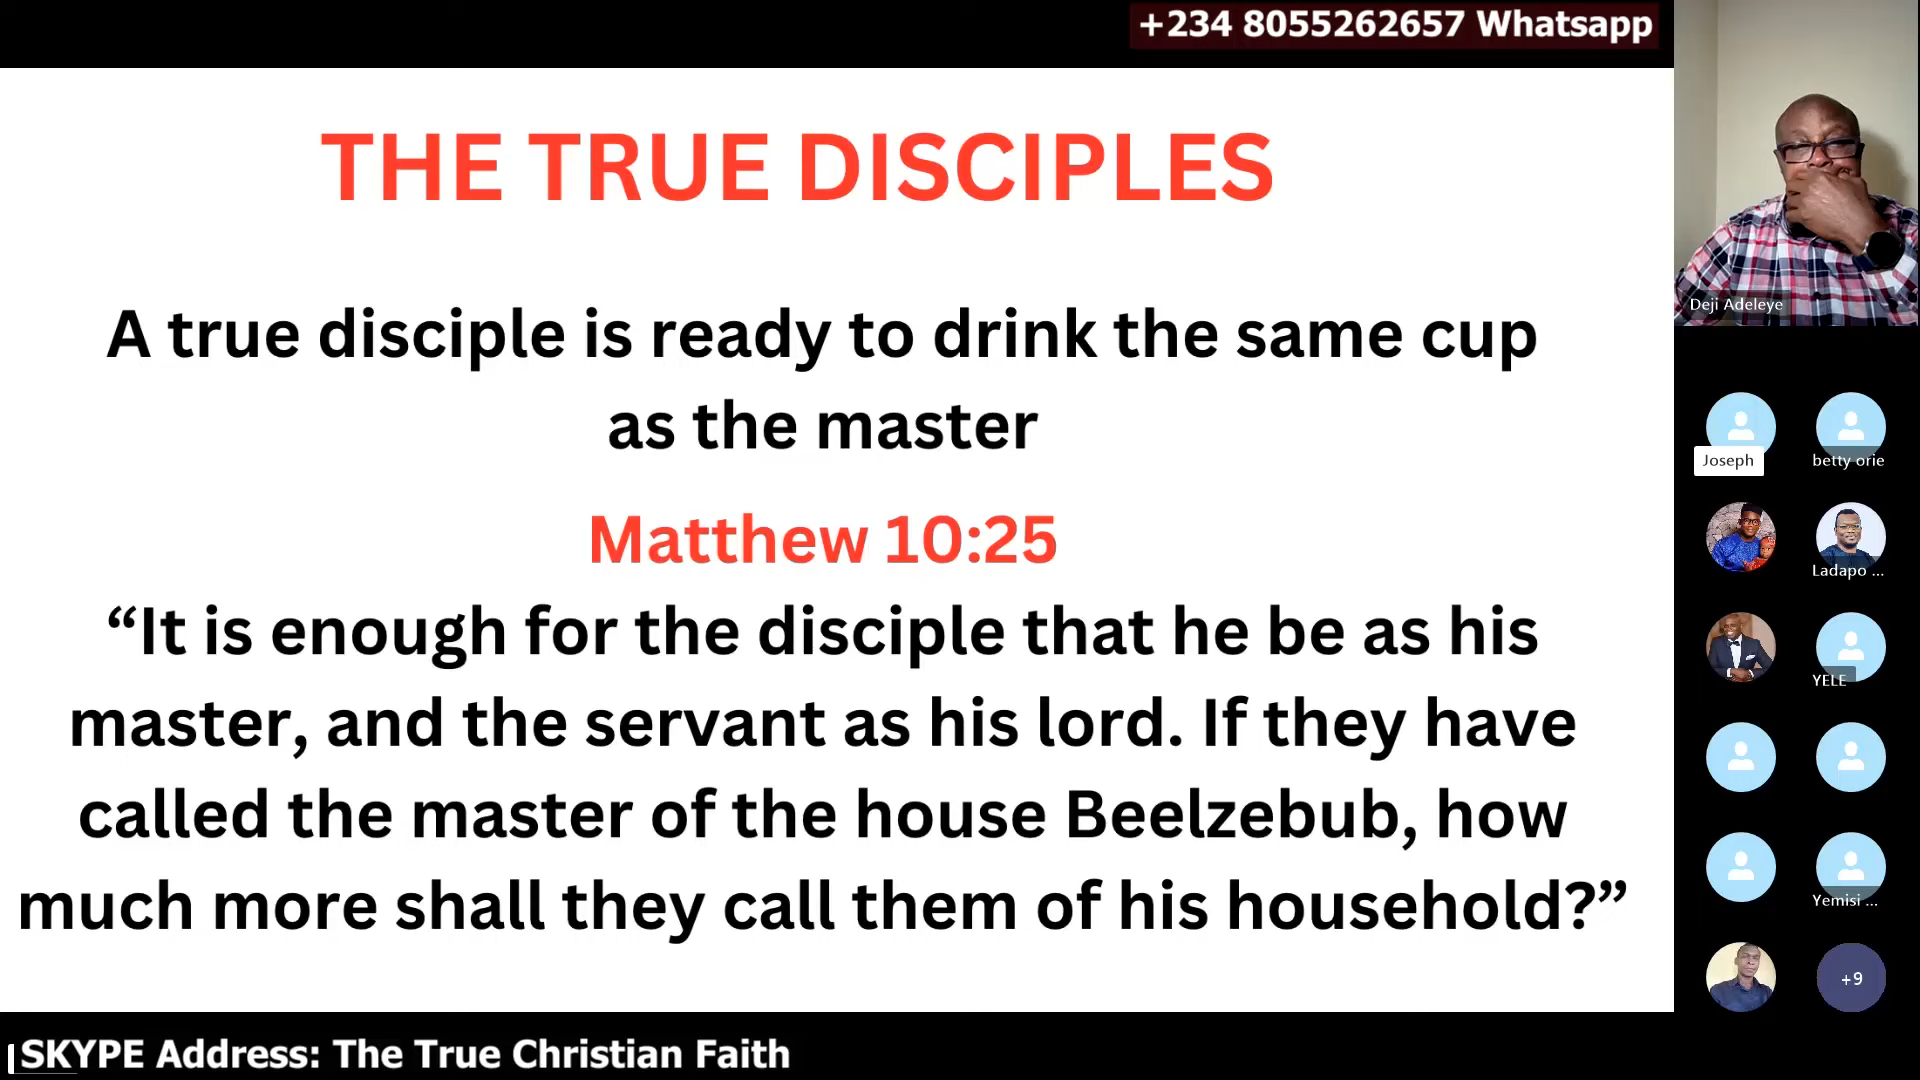 +234 8055262657 Whatsapp
THE TRUE DISCIPLES
A true disciple is ready to drink the same cup
as the master
Matthew 10:25
“It is enough for the disciple that he be as his
master, and the servant as his lord. If they have
called the master of the house Beelzebub, how
much more shall they call them of his household?”
Deji Adeleye
Joseph
betty orie
Ladapo ...
YELE
Yemisi ...
+9
SKYPE Address: The True Christian Faith